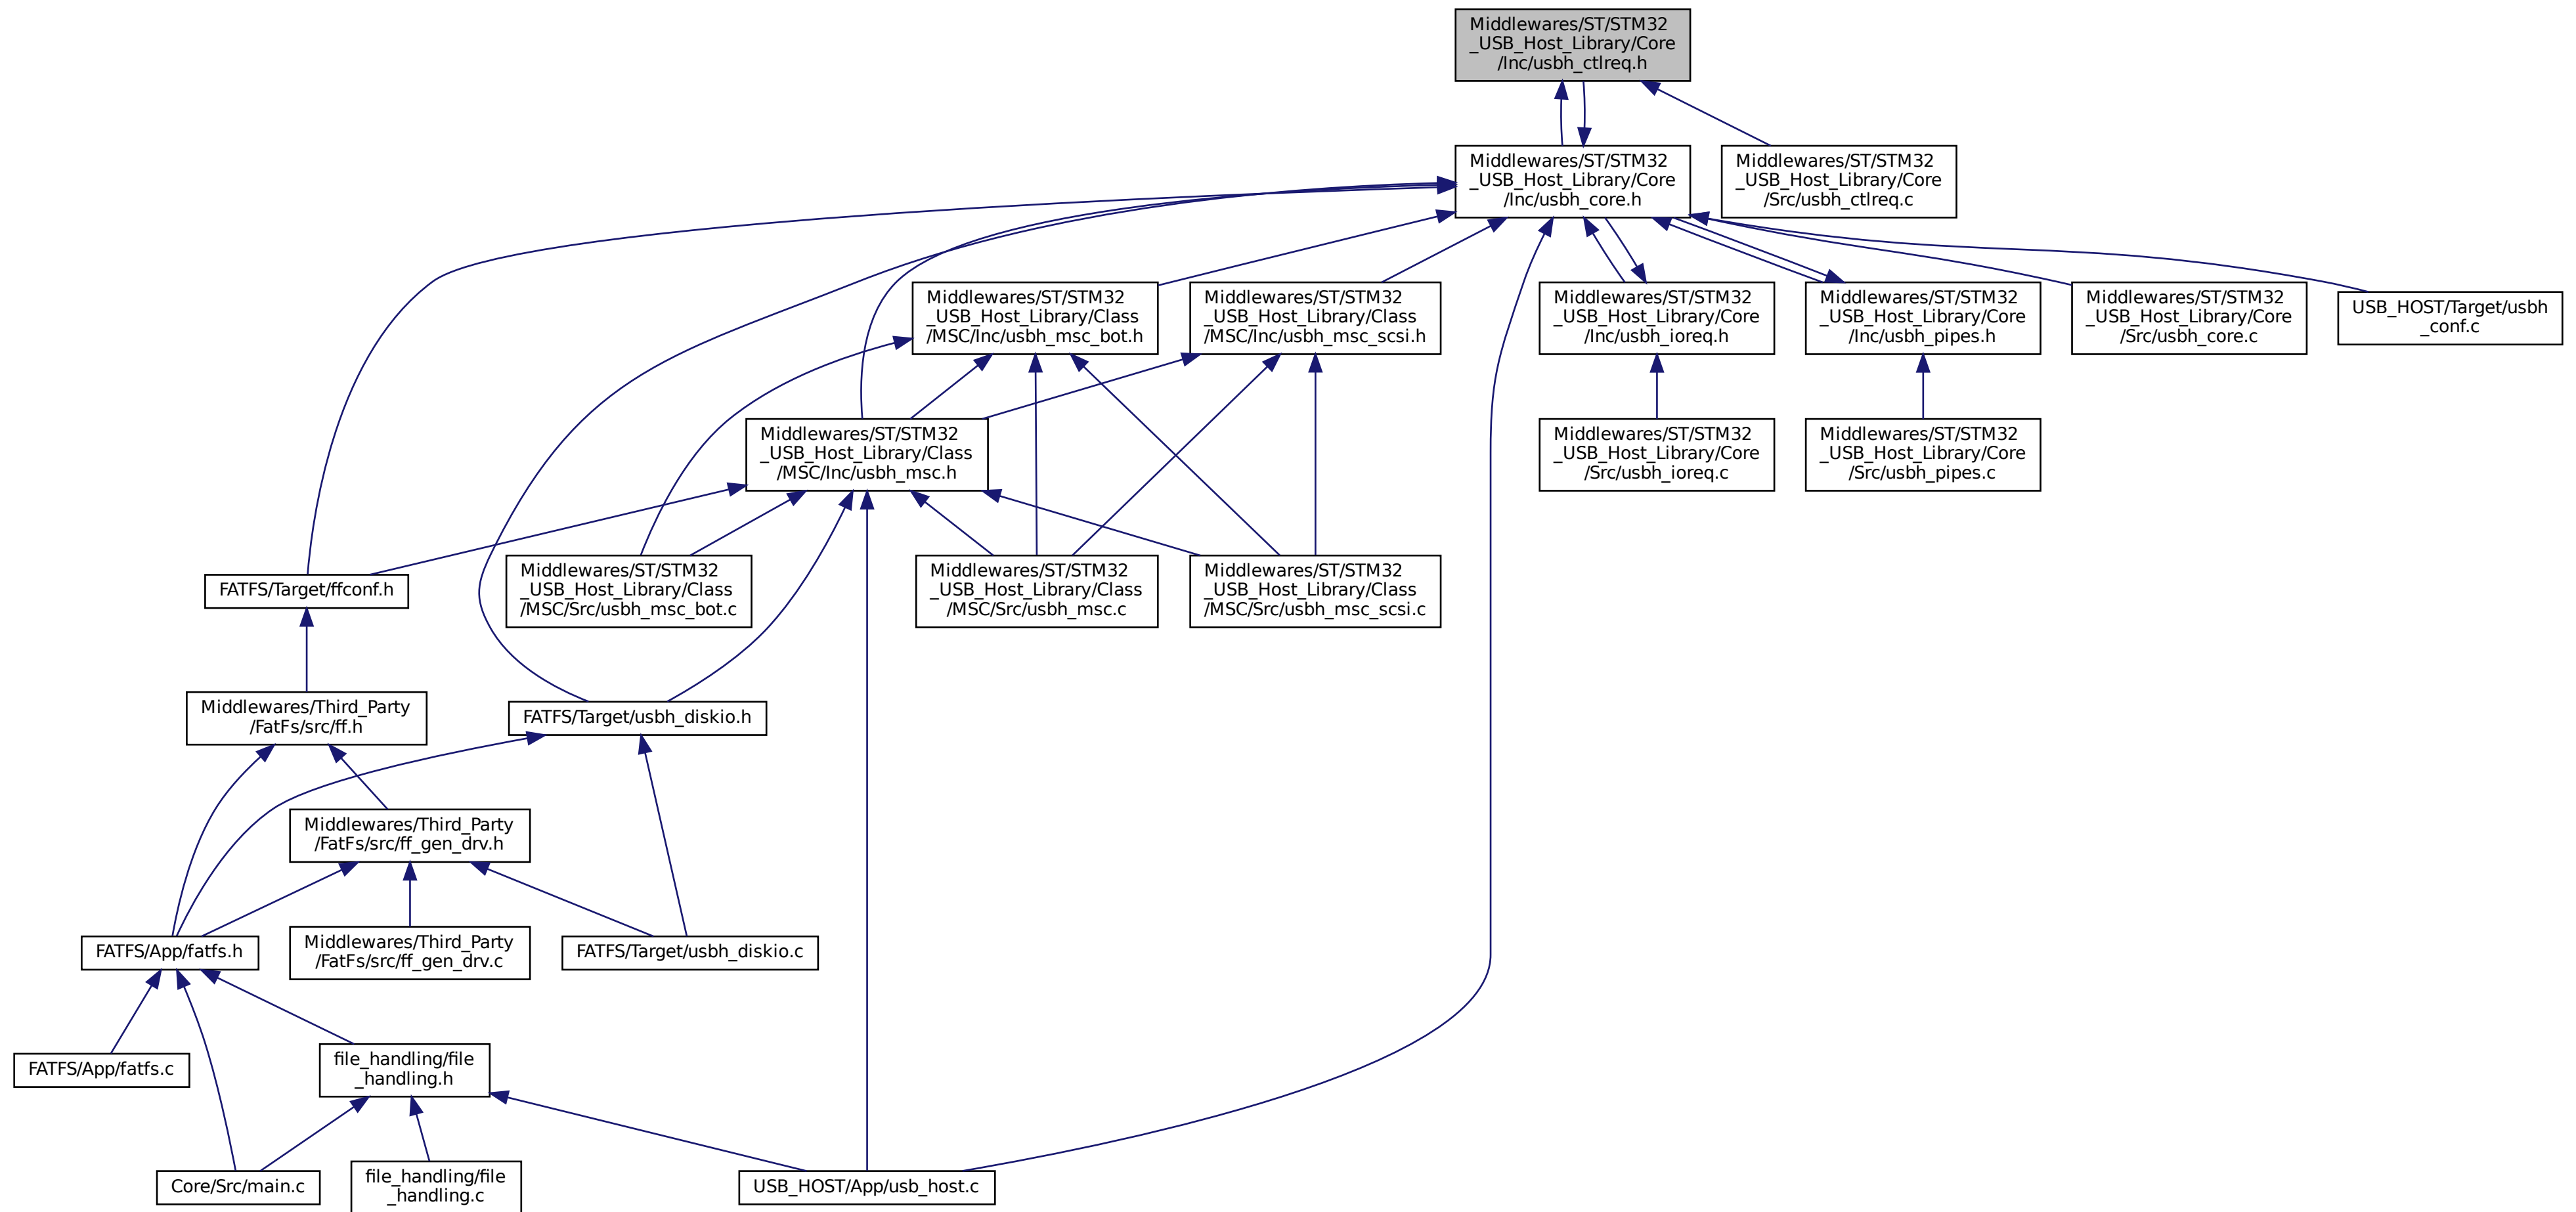 Middlewares/ST/STM32
_USB_Host_Library/Core
/Inc/usbh_ctlreq.h
Middlewares/ST/STM32
_USB_Host_Library/Core
/Inc/usbh_core.h
Middlewares/ST/STM32
_USB_Host_Library/Core
/Src/usbh_ctlreq.c
Middlewares/ST/STM32
_USB_Host_Library/Class
/MSC/Inc/usbh_msc_bot.h
Middlewares/ST/STM32
_USB_Host_Library/Class
/MSC/Inc/usbh_msc_scsi.h
Middlewares/ST/STM32
_USB_Host_Library/Core
/Inc/usbh_ioreq.h
Middlewares/ST/STM32
_USB_Host_Library/Core
/Inc/usbh_pipes.h
Middlewares/ST/STM32
_USB_Host_Library/Core
/Src/usbh_core.c
USB_HOST/Target/usbh
_conf.c
Middlewares/ST/STM32
_USB_Host_Library/Class
/MSC/Inc/usbh_msc.h
Middlewares/ST/STM32
_USB_Host_Library/Core
/Src/usbh_ioreq.c
Middlewares/ST/STM32
_USB_Host_Library/Core
/Src/usbh_pipes.c
FATFS/Target/ffconf.h
Middlewares/ST/STM32
_USB_Host_Library/Class
/MSC/Src/usbh_msc_bot.c
Middlewares/ST/STM32
_USB_Host_Library/Class
/MSC/Src/usbh_msc.c
Middlewares/ST/STM32
_USB_Host_Library/Class
/MSC/Src/usbh_msc_scsi.c
Middlewares/Third_Party
/FatFs/src/ff.h
FATFS/Target/usbh_diskio.h
Middlewares/Third_Party
/FatFs/src/ff_gen_drv.h
FATFS/App/fatfs.h
Middlewares/Third_Party
/FatFs/src/ff_gen_drv.c
FATFS/Target/usbh_diskio.c
FATFS/App/fatfs.c
file_handling/file
_handling.h
Core/Src/main.c
file_handling/file
_handling.c
USB_HOST/App/usb_host.c